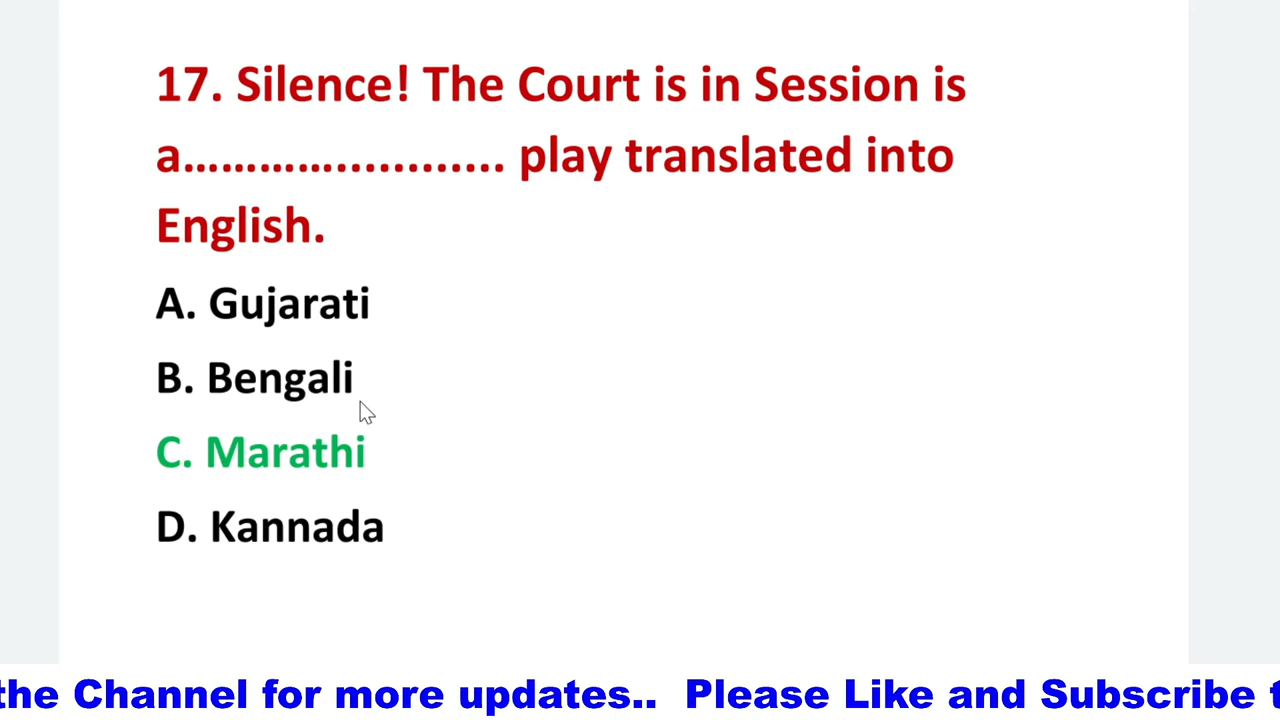 17. Silence! The Court is in Session is
a…………............ play translated into
English.
A. Gujarati
B. Bengali
C. Marathi
D. Kannada
the Channel for more updates.. Please Like and Subscribe t